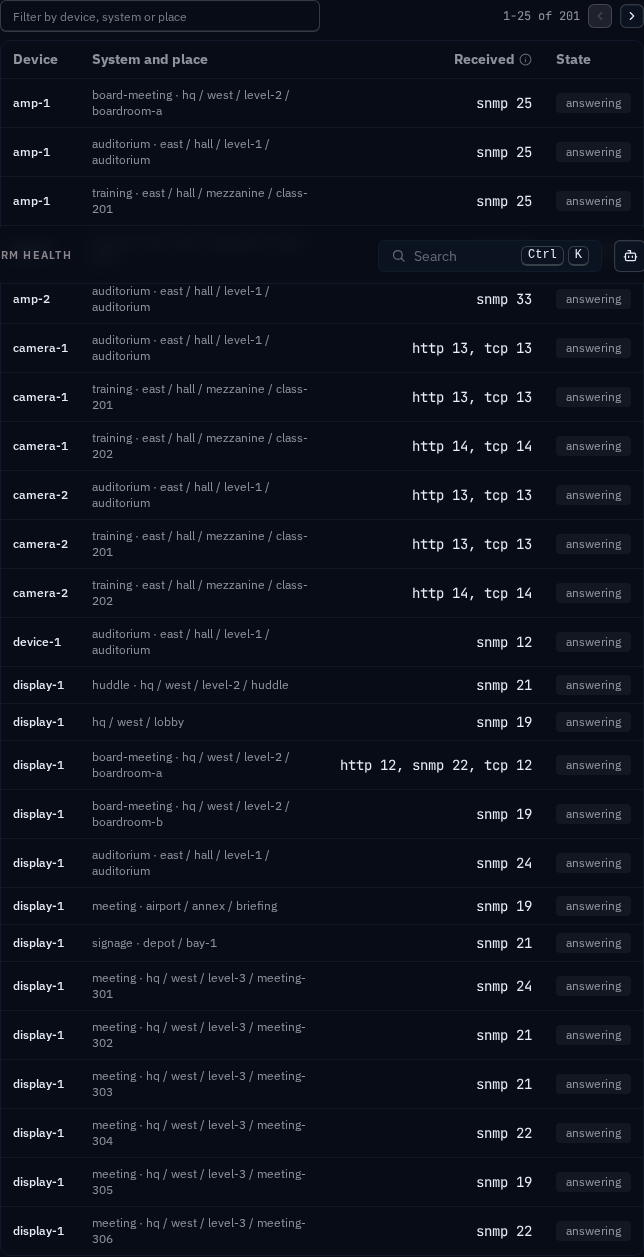 Filter by device, system or place
1-25 of 201
Device System and place Received State
amp-1 board-meeting · hq / west / level-2 / boardroom-a snmp 25 answering
amp-1 auditorium · east / hall / level-1 / auditorium snmp 25 answering
amp-1 training · east / hall / mezzanine / class-201 snmp 25 answering
RM HEALTH Search Ctrl K
amp-2 auditorium · east / hall / level-1 / auditorium snmp 33 answering
camera-1 auditorium · east / hall / level-1 / auditorium http 13, tcp 13 answering
camera-1 training · east / hall / mezzanine / class-201 http 13, tcp 13 answering
camera-1 training · east / hall / mezzanine / class-202 http 14, tcp 14 answering
camera-2 auditorium · east / hall / level-1 / auditorium http 13, tcp 13 answering
camera-2 training · east / hall / mezzanine / class-201 http 13, tcp 13 answering
camera-2 training · east / hall / mezzanine / class-202 http 14, tcp 14 answering
device-1 auditorium · east / hall / level-1 / auditorium snmp 12 answering
display-1 huddle · hq / west / level-2 / huddle snmp 21 answering
display-1 hq / west / lobby snmp 19 answering
display-1 board-meeting · hq / west / level-2 / boardroom-a http 12, snmp 22, tcp 12 answering
display-1 board-meeting · hq / west / level-2 / boardroom-b snmp 19 answering
display-1 auditorium · east / hall / level-1 / auditorium snmp 24 answering
display-1 meeting · airport / annex / briefing snmp 19 answering
display-1 signage · depot / bay-1 snmp 21 answering
display-1 meeting · hq / west / level-3 / meeting-301 snmp 24 answering
display-1 meeting · hq / west / level-3 / meeting-302 snmp 21 answering
display-1 meeting · hq / west / level-3 / meeting-303 snmp 21 answering
display-1 meeting · hq / west / level-3 / meeting-304 snmp 22 answering
display-1 meeting · hq / west / level-3 / meeting-305 snmp 19 answering
display-1 meeting · hq / west / level-3 / meeting-306 snmp 22 answering